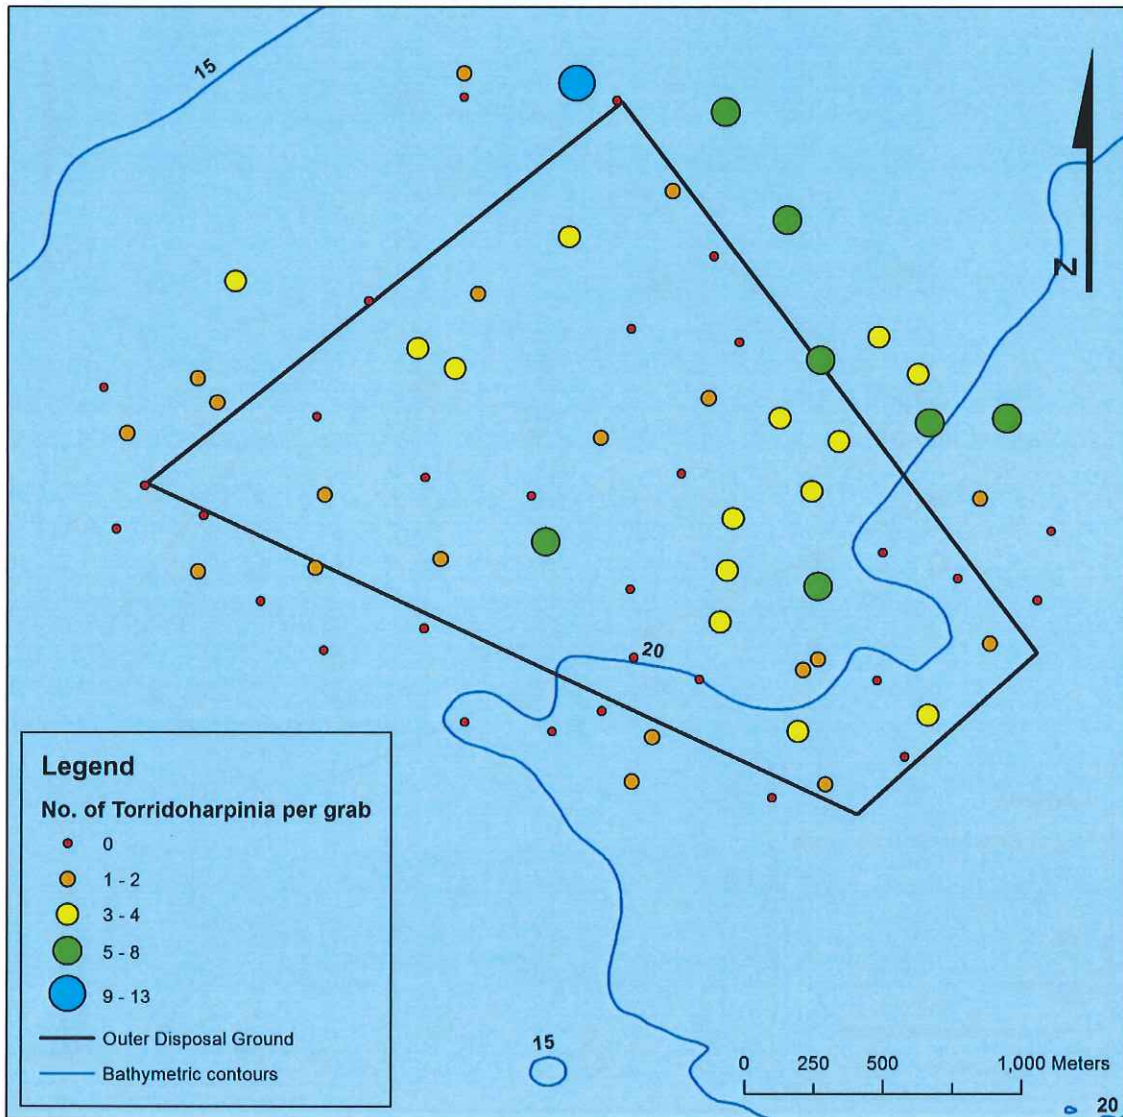 15
N
20
Legend
No. of Torridoharpinia per grab
0
1 - 2
3 - 4
5 - 8
9 - 13
Outer Disposal Ground
Bathymetric contours
15
0 250 500 1,000 Meters
20